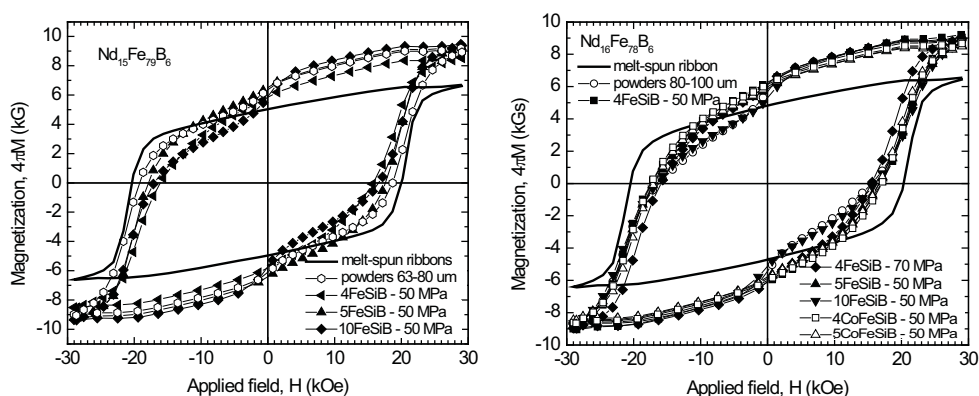 Nd15Fe79B6
melt-spun ribbons
powders 63-80 um
4FeSiB - 50 MPa
5FeSiB - 50 MPa
10FeSiB - 50 MPa
Magnetization, 4πM (kG)
10
8
6
4
2
0
-2
-4
-6
-8
-10
-30
-20
-10
0
10
20
30
Applied field, H (kOe)
Nd16Fe78B6
melt-spun ribbon
powders 80-100 um
4FeSiB - 50 MPa
4FeSiB - 70 MPa
5FeSiB - 50 MPa
10FeSiB - 50 MPa
4CoFeSiB - 50 MPa
5CoFeSiB - 50 MPa
Magnetization, 4πM (kGs)
10
8
6
4
2
0
-2
-4
-6
-8
-10
-30
-20
-10
0
10
20
30
Applied field, H (kOe)